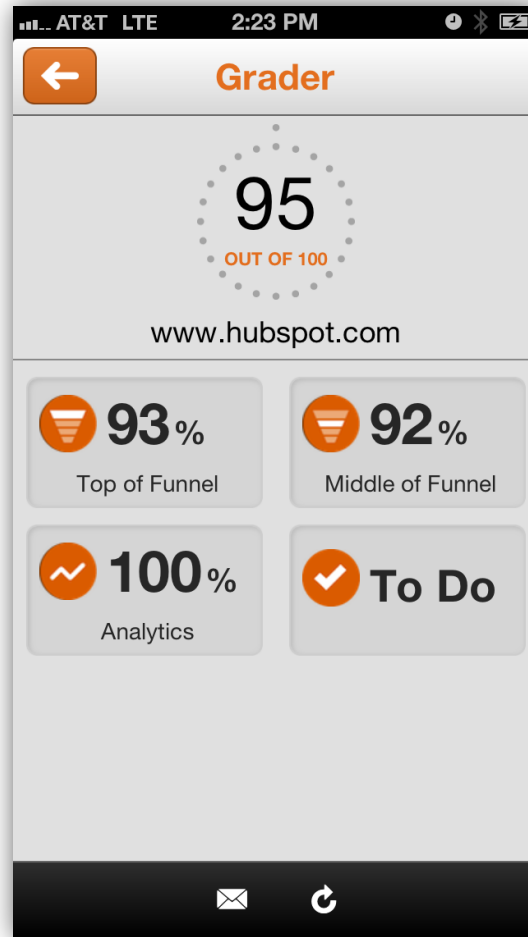 AT&T LTE 2:23 PM
Grader
95
OUT OF 100
www.hubspot.com
93%
Top of Funnel
92%
Middle of Funnel
100%
Analytics
To Do